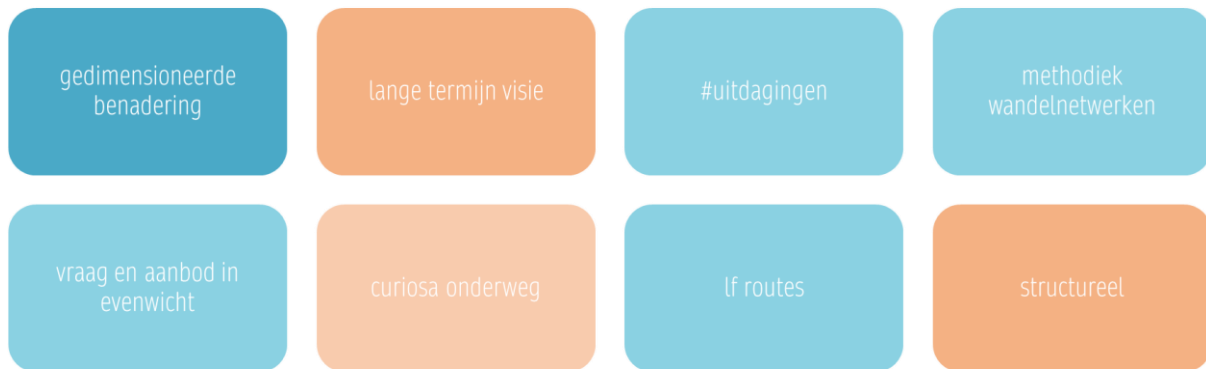 gedimensioneerde
benadering
lange termijn visie
#uitdagingen
methodiek
wandelnetwerken
vraag en aanbod in
evenwicht
curiosa onderweg
lf routes
structureel